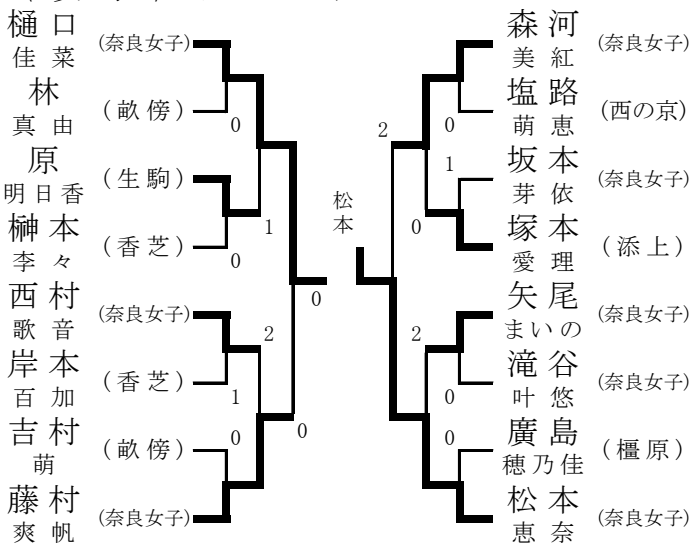 樋口 佳菜 (奈良女子)
林 真由 (畝傍)
0
原 明日香 (生駒)
榊本 李々 (香芝)
0
1
西村 歌音 (奈良女子)
岸本 百加 (香芝)
1
2
吉村 萌 (畝傍)
0
藤村 爽帆 (奈良女子)
0
0
松本
森河 美紅 (奈良女子)
塩路 萌恵 (西の京)
0
2
坂本 芽依 (奈良女子)
1
塚本 愛理 (添上)
0
矢尾 まいの (奈良女子)
滝谷 叶悠 (奈良女子)
0
2
廣島 穂乃佳 (橿原)
0
松本 恵奈 (奈良女子)